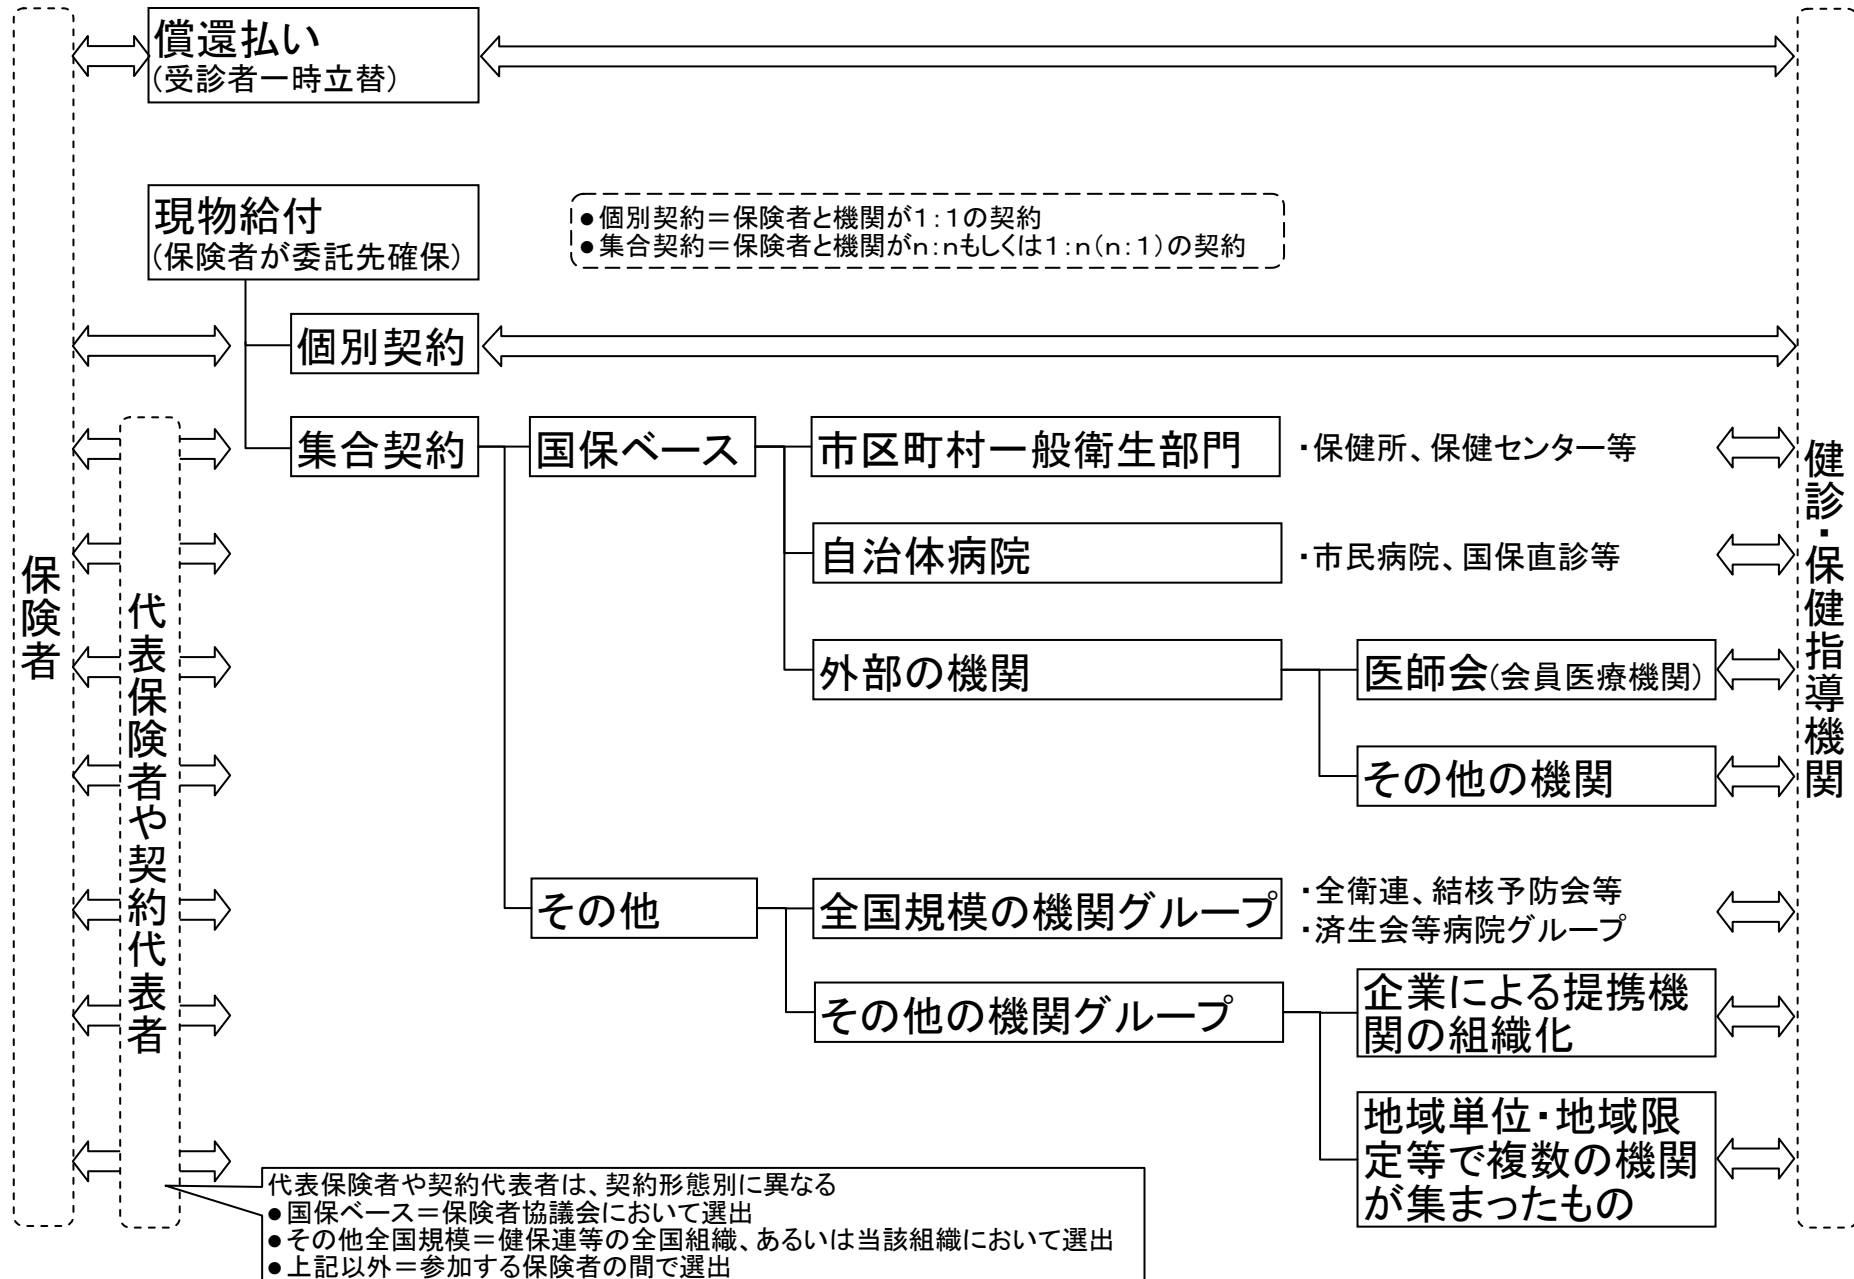 償還払い
(受診者一時立替)
現物給付
(保険者が委託先確保)
●個別契約=保険者と機関が1:1の契約
●集合契約=保険者と機関がn:nもしくは1:n(n:1)の契約
個別契約
集合契約
国保ベース
市区町村一般衛生部門
・保健所、保健センター等
自治体病院
・市民病院、国保直診等
外部の機関
医師会(会員医療機関)
その他の機関
その他
全国規模の機関グループ
・全衛連、結核予防会等
・済生会等病院グループ
その他の機関グループ
企業による提携機
関の組織化
地域単位・地域限
定等で複数の機関
が集まったもの
保険者
代表保険者や契約代表者
健診・保健指導機関
代表保険者や契約代表者は、契約形態別に異なる
●国保ベース=保険者協議会において選出
●その他全国規模=健保連等の全国組織、あるいは当該組織において選出
●上記以外=参加する保険者の間で選出